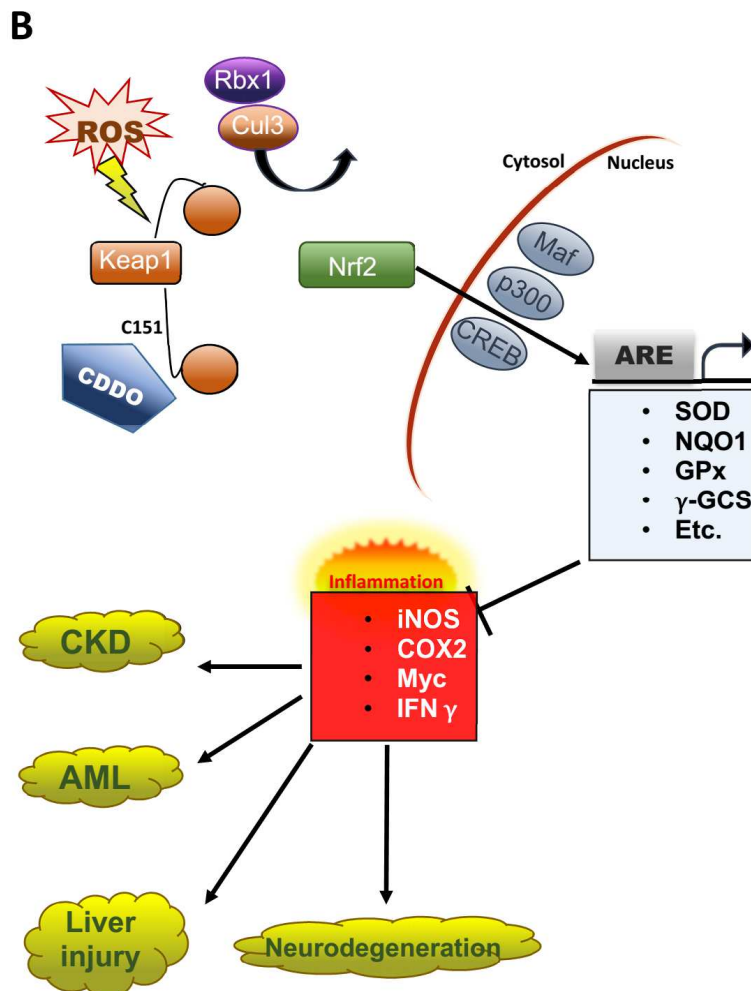 B
Rbx1
ROS
Cul3
Cytosol
Nucleus
Maf
Keap1
Nrf2
p300
C151
CREB
ARE
CDDO
• SOD
• NQO1
• GPx
• γ-GCS
• Etc.
Inflammation
• iNOS
• COX2
• Myc
• IFN γ
CKD
AML
Liver
injury
Neurodegeneration